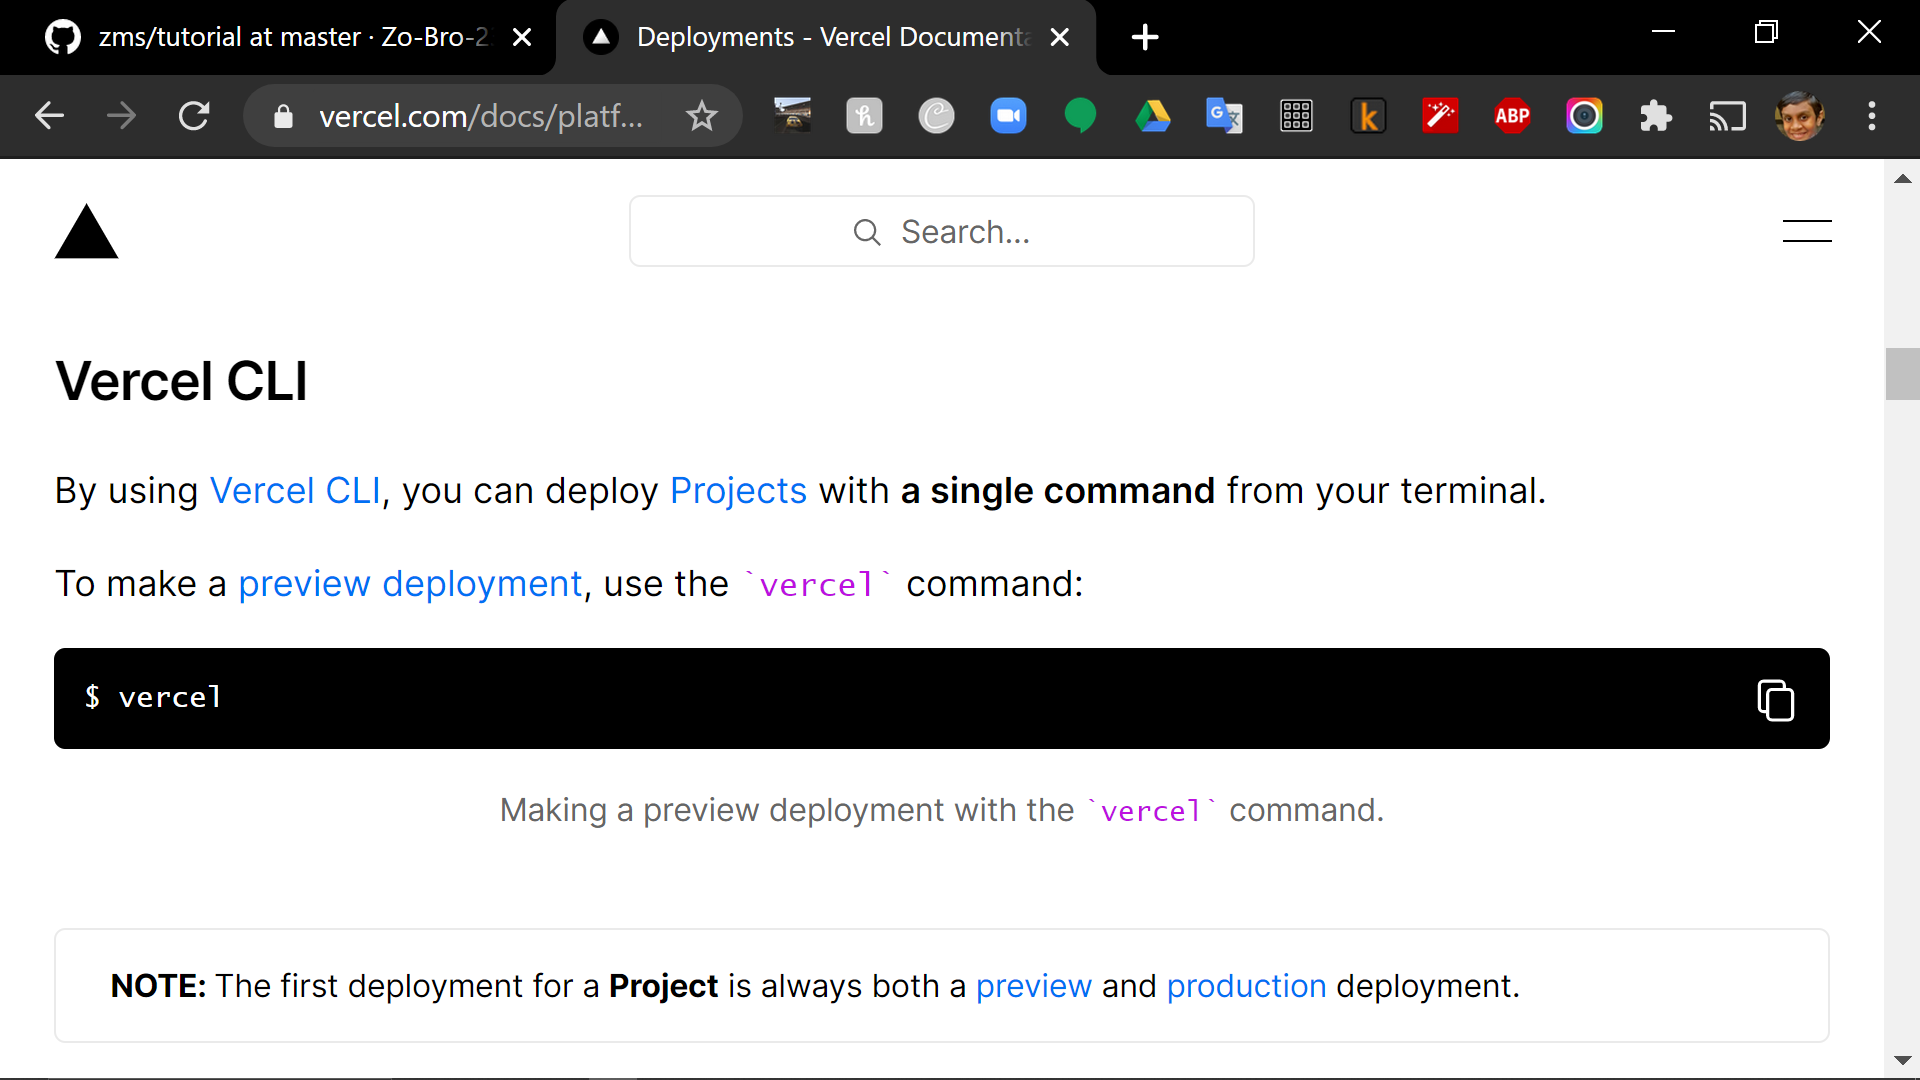 zms/tutorial at master · Zo-Bro-2
Deployments - Vercel Document
vercel.com/docs/platf...
ABP
Search...
Vercel CLI
By using Vercel CLI, you can deploy Projects with a single command from your terminal.
To make a preview deployment, use the `vercel` command:
$ vercel
Making a preview deployment with the `vercel` command.
NOTE: The first deployment for a Project is always both a preview and production deployment.